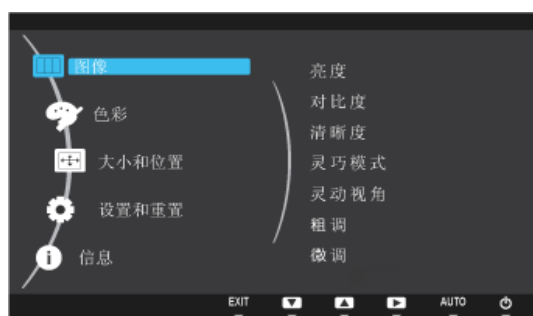 图像
色彩
大小和位置
设置和重置
信息
亮度
对比度
清晰度
灵巧模式
灵动视角
粗调
微调
EXIT AUTO